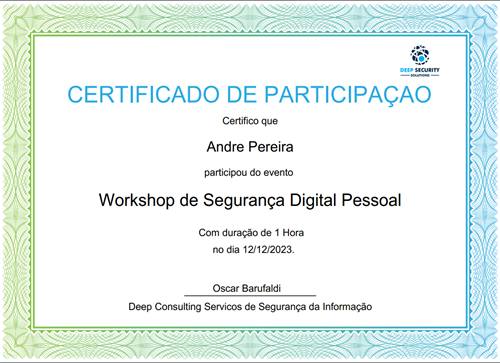 DEEP SECURITY
SOLUTIONS
CERTIFICADO DE PARTICIPAÇAO
Certifico que
Andre Pereira
participou do evento
Workshop de Segurança Digital Pessoal
Com duração de 1 Hora
no dia 12/12/2023.
Oscar Barufaldi
Deep Consulting Servicos de Segurança da Informação